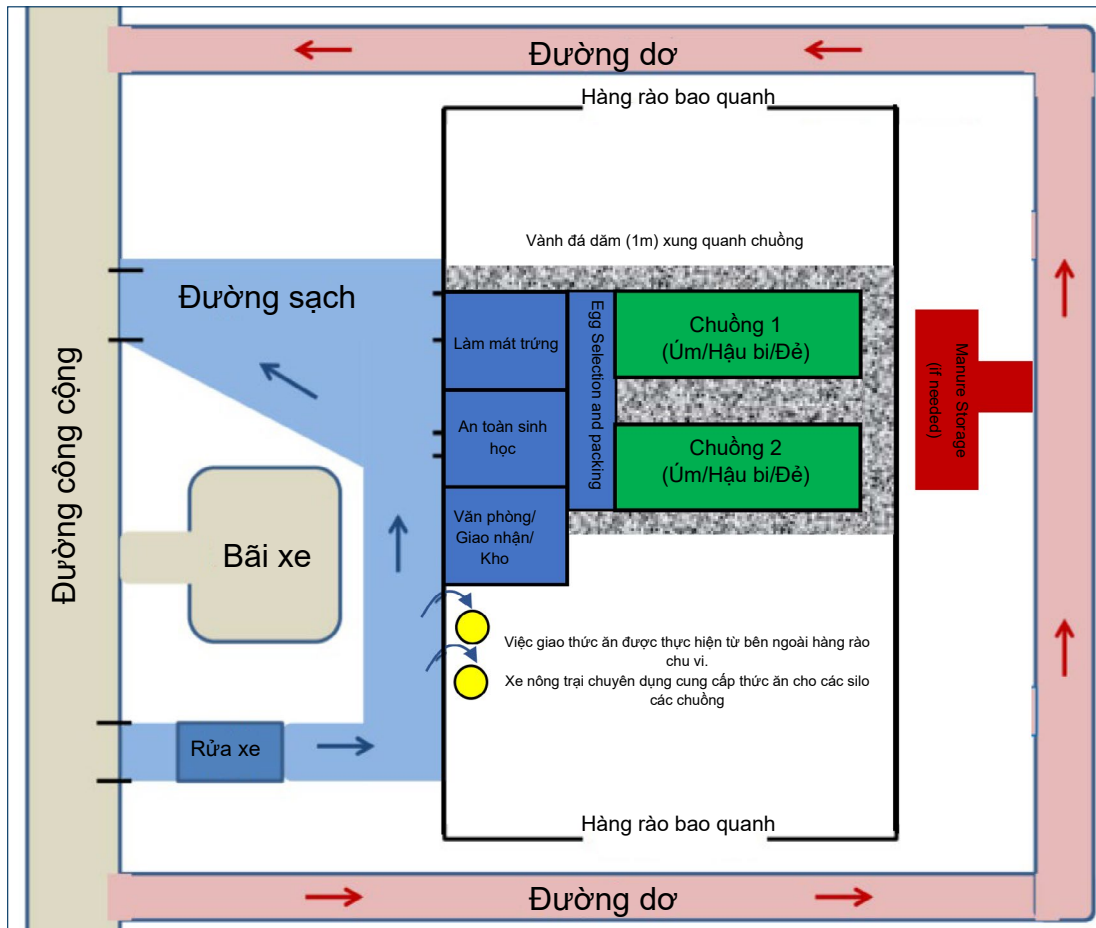 Đường dơ
Hàng rào bao quanh
Vành đá dăm (1m) xung quanh chuồng
Đường sạch
Đường công cộng
Làm mát trứng
Egg Selection and packing
Chuồng 1
(Úm/Hậu bi/Đẻ)
Manure Storage
(if needed)
An toàn sinh
học
Chuồng 2
(Úm/Hậu bi/Đẻ)
Văn phòng/
Giao nhận/
Kho
Bãi xe
Việc giao thức ăn được thực hiện từ bên ngoài hàng rào
chu vi.
Xe nông trại chuyên dụng cung cấp thức ăn cho các silo
các chuồng
Rửa xe
Hàng rào bao quanh
Đường dơ